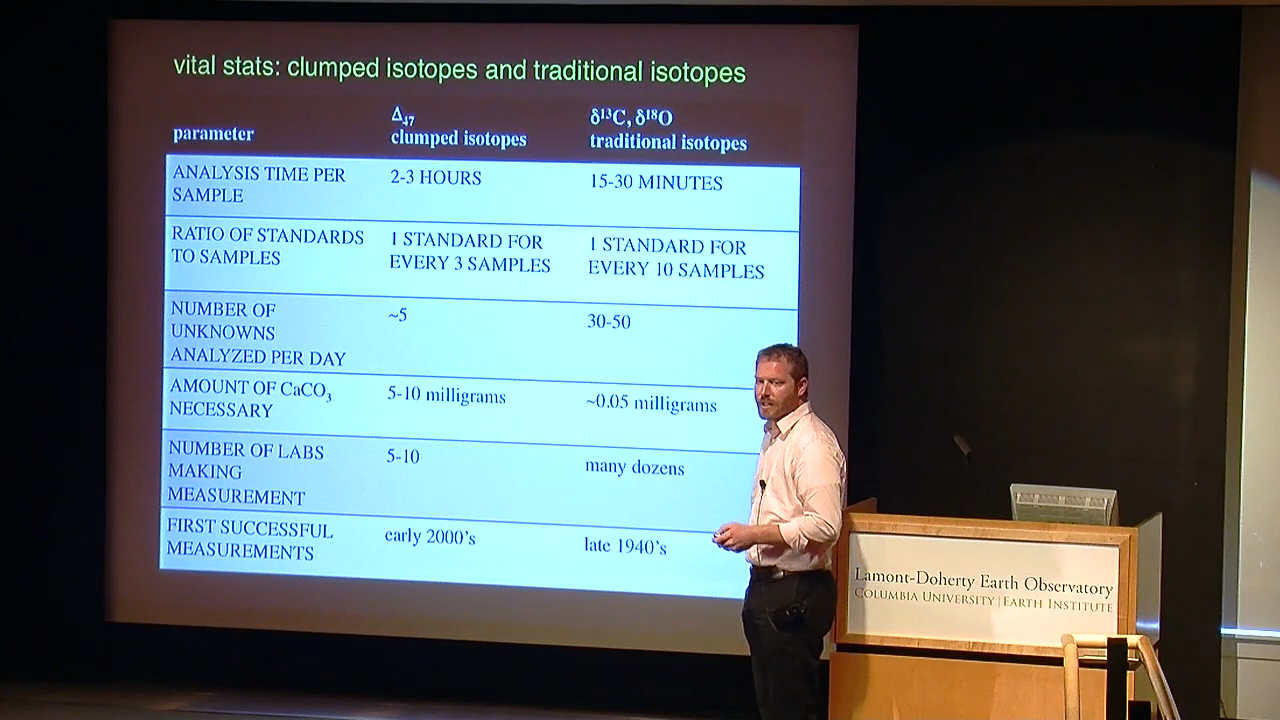 vital stats: clumped isotopes and traditional isotopes
parameter
Δ₄₇
clumped isotopes
δ¹³C, δ¹⁸O
traditional isotopes
ANALYSIS TIME PER
SAMPLE
2-3 HOURS
15-30 MINUTES
RATIO OF STANDARDS
TO SAMPLES
1 STANDARD FOR
EVERY 3 SAMPLES
1 STANDARD FOR
EVERY 10 SAMPLES
NUMBER OF
UNKNOWNS
ANALYZED PER DAY
~5
30-50
AMOUNT OF CaCO₃
NECESSARY
5-10 milligrams
~0.05 milligrams
NUMBER OF LABS
MAKING
MEASUREMENT
5-10
many dozens
FIRST SUCCESSFUL
MEASUREMENTS
early 2000's
late 1940's
Lamont-Doherty Earth Observatory
COLUMBIA UNIVERSITY | EARTH INSTITUTE